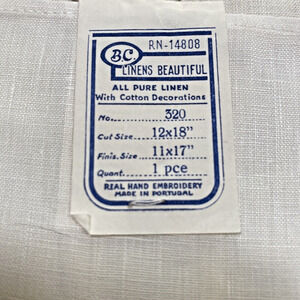 RN-14808
B.C.
LINENS BEAUTIFUL
ALL PURE LINEN
With Cotton Decorations
No. 320
Cut Size 12x18"
Finis. Size 11x17"
Quant. 1 pce
REAL HAND EMBROIDERY
MADE IN PORTUGAL